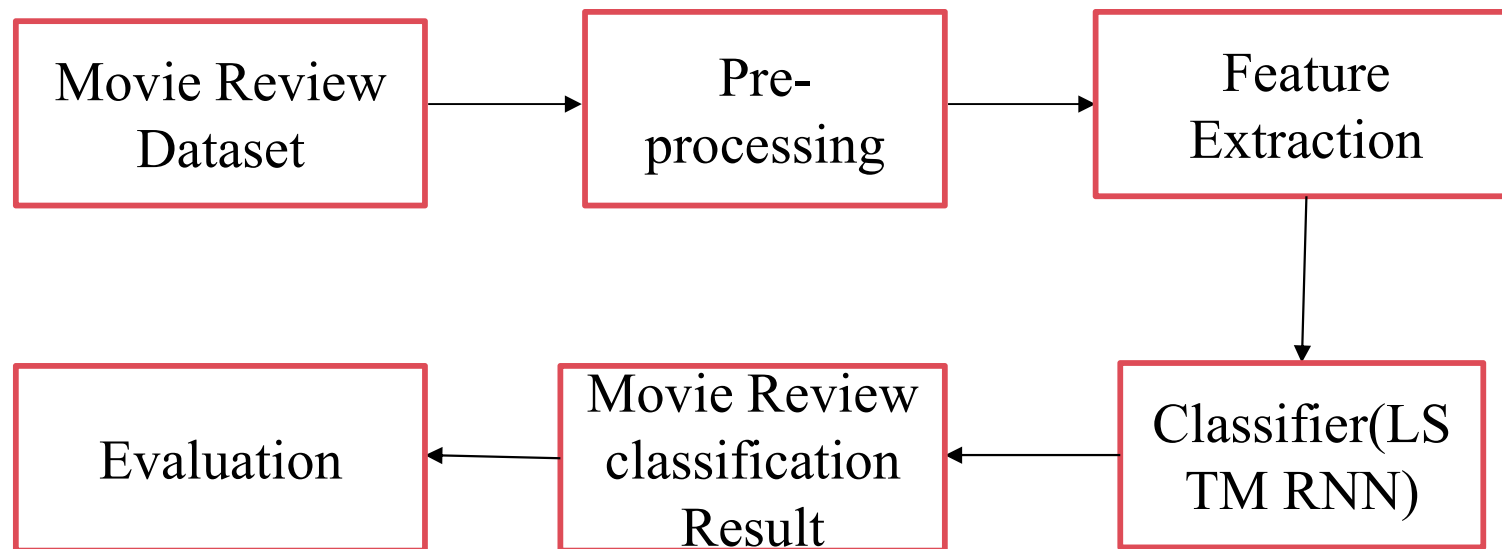 Movie Review
Dataset
Pre-
processing
Feature
Extraction
Classifier(LS
TM RNN)
Movie Review
classification
Result
Evaluation